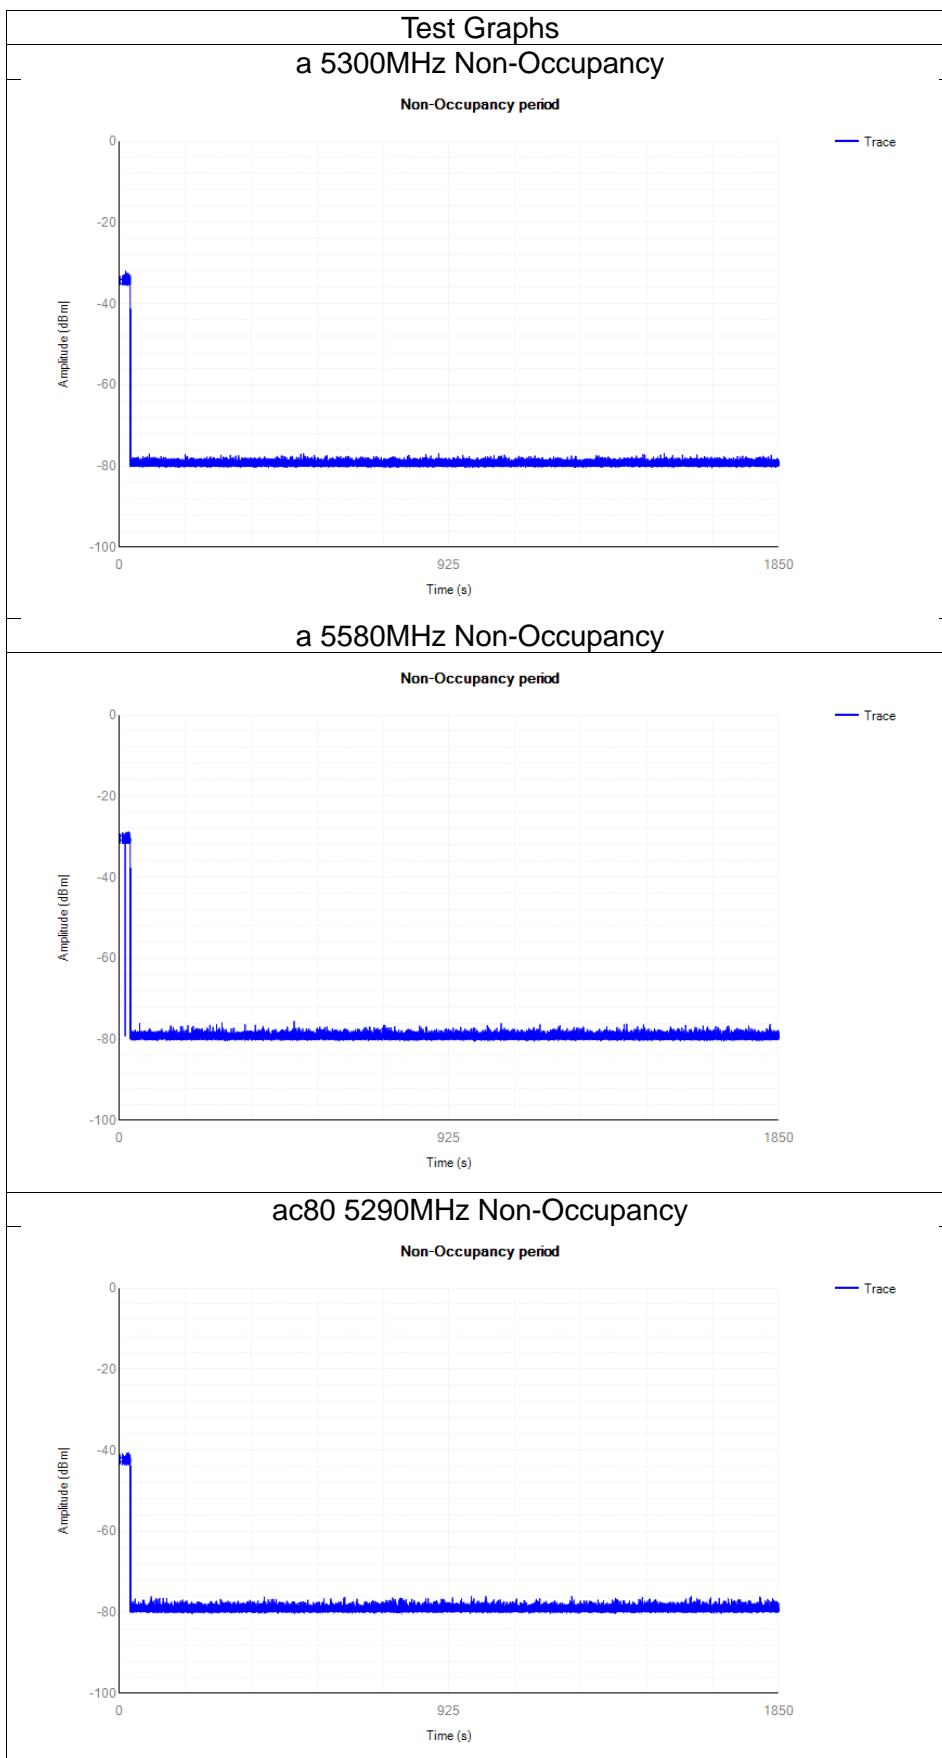 Test Graphs
a 5300MHz Non-Occupancy
Non-Occupancy period
Trace
0
-20
-40
-60
-80
-100
Amplitude [dBm]
0 925 1850
Time (s)
a 5580MHz Non-Occupancy
Non-Occupancy period
Trace
0
-20
-40
-60
-80
-100
Amplitude [dBm]
0 925 1850
Time (s)
ac80 5290MHz Non-Occupancy
Non-Occupancy period
Trace
0
-20
-40
-60
-80
-100
Amplitude [dBm]
0 925 1850
Time (s)